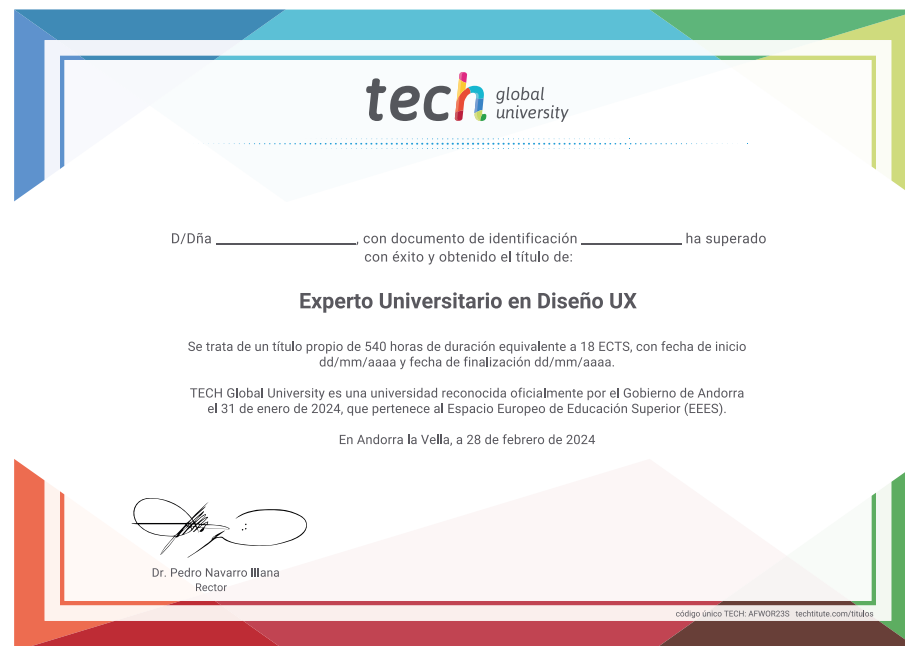 tech global university
D/Dña ____________, con documento de identificación ____________ ha superado
con éxito y obtenido el título de:
Experto Universitario en Diseño UX
Se trata de un título propio de 540 horas de duración equivalente a 18 ECTS, con fecha de inicio
dd/mm/aaaa y fecha de finalización dd/mm/aaaa.
TECH Global University es una universidad reconocida oficialmente por el Gobierno de Andorra
el 31 de enero de 2024, que pertenece al Espacio Europeo de Educación Superior (EEES).
En Andorra la Vella, a 28 de febrero de 2024
Dr. Pedro Navarro Illana
Rector
código único TECH: AFWOR23S techtitute.com/titulos